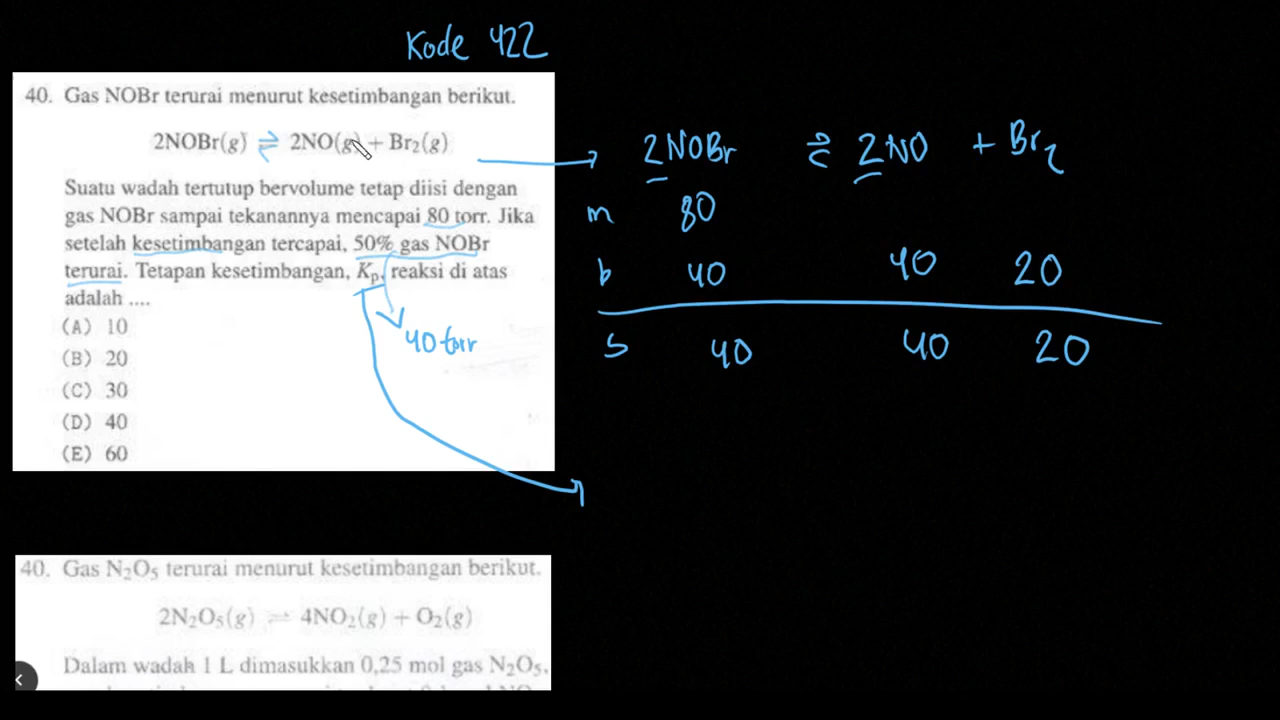 Kode 422
40. Gas NOBr terurai menurut kesetimbangan berikut.
2NOBr(g) ⇌ 2NO(g) + Br₂(g)
Suatu wadah tertutup bervolume tetap diisi dengan
gas NOBr sampai tekanannya mencapai 80 torr. Jika
setelah kesetimbangan tercapai, 50% gas NOBr
terurai. Tetapan kesetimbangan, Kₚ, reaksi di atas
adalah ....
(A) 10
(B) 20
(C) 30
(D) 40
(E) 60
40 torr
2NOBr ⇌ 2NO + Br₂
m 80
b 40 40 20
s 40 40 20
40. Gas N₂O₅ terurai menurut kesetimbangan berikut.
2N₂O₅(g) ⇌ 4NO₂(g) + O₂(g)
Dalam wadah 1 L dimasukkan 0,25 mol gas N₂O₅,